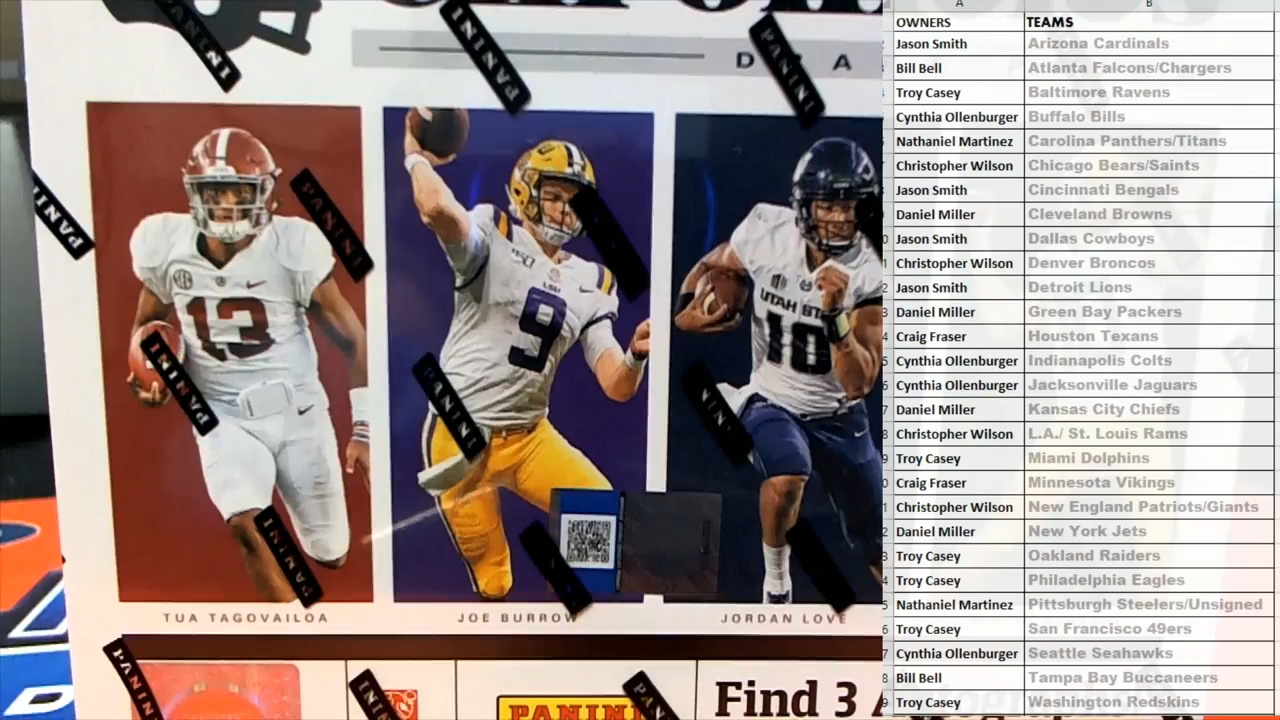 D A
PANINI
PANINI
PANINI
PANINI
PANINI
PANINI
PANINI
PANINI
PANINI
13
LSU
9
UTAH ST
10
TUA TAGOVAILOA
JOE BURROW
JORDAN LOVE
PANINI
Find 3
A B
OWNERS TEAMS
Jason Smith Arizona Cardinals
Bill Bell Atlanta Falcons/Chargers
Troy Casey Baltimore Ravens
Cynthia Ollenburger Buffalo Bills
Nathaniel Martinez Carolina Panthers/Titans
Christopher Wilson Chicago Bears/Saints
Jason Smith Cincinnati Bengals
Daniel Miller Cleveland Browns
Jason Smith Dallas Cowboys
Christopher Wilson Denver Broncos
Jason Smith Detroit Lions
Daniel Miller Green Bay Packers
Craig Fraser Houston Texans
Cynthia Ollenburger Indianapolis Colts
Cynthia Ollenburger Jacksonville Jaguars
Daniel Miller Kansas City Chiefs
Christopher Wilson L.A./ St. Louis Rams
Troy Casey Miami Dolphins
Craig Fraser Minnesota Vikings
Christopher Wilson New England Patriots/Giants
Daniel Miller New York Jets
Troy Casey Oakland Raiders
Troy Casey Philadelphia Eagles
Nathaniel Martinez Pittsburgh Steelers/Unsigned
Troy Casey San Francisco 49ers
Cynthia Ollenburger Seattle Seahawks
Bill Bell Tampa Bay Buccaneers
Troy Casey Washington Redskins